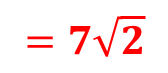 = 7√2